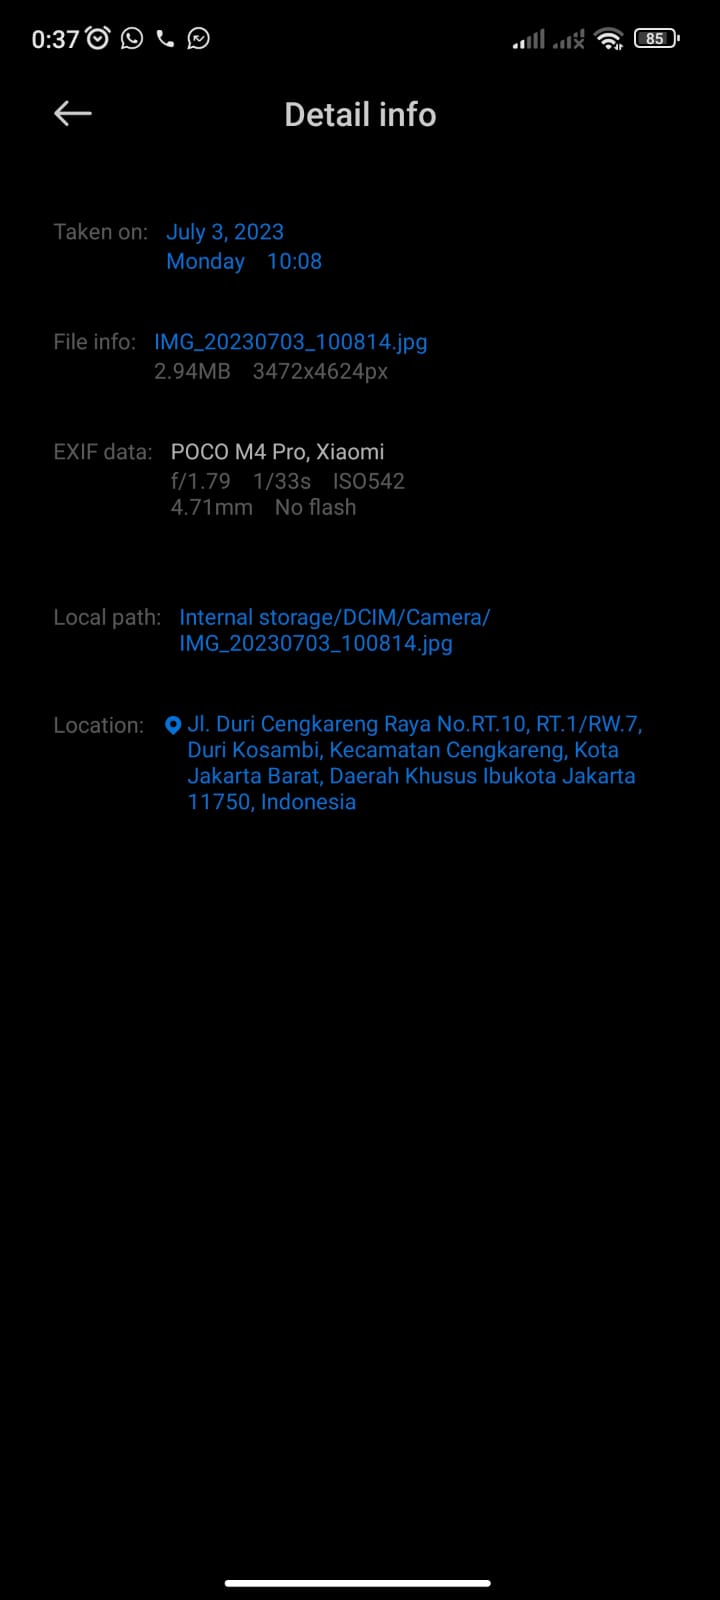 0:37
85
Detail info
Taken on: July 3, 2023
Monday 10:08
File info: IMG_20230703_100814.jpg
2.94MB 3472x4624px
EXIF data: POCO M4 Pro, Xiaomi
f/1.79 1/33s ISO542
4.71mm No flash
Local path: Internal storage/DCIM/Camera/
IMG_20230703_100814.jpg
Location: Jl. Duri Cengkareng Raya No.RT.10, RT.1/RW.7,
Duri Kosambi, Kecamatan Cengkareng, Kota
Jakarta Barat, Daerah Khusus Ibukota Jakarta
11750, Indonesia